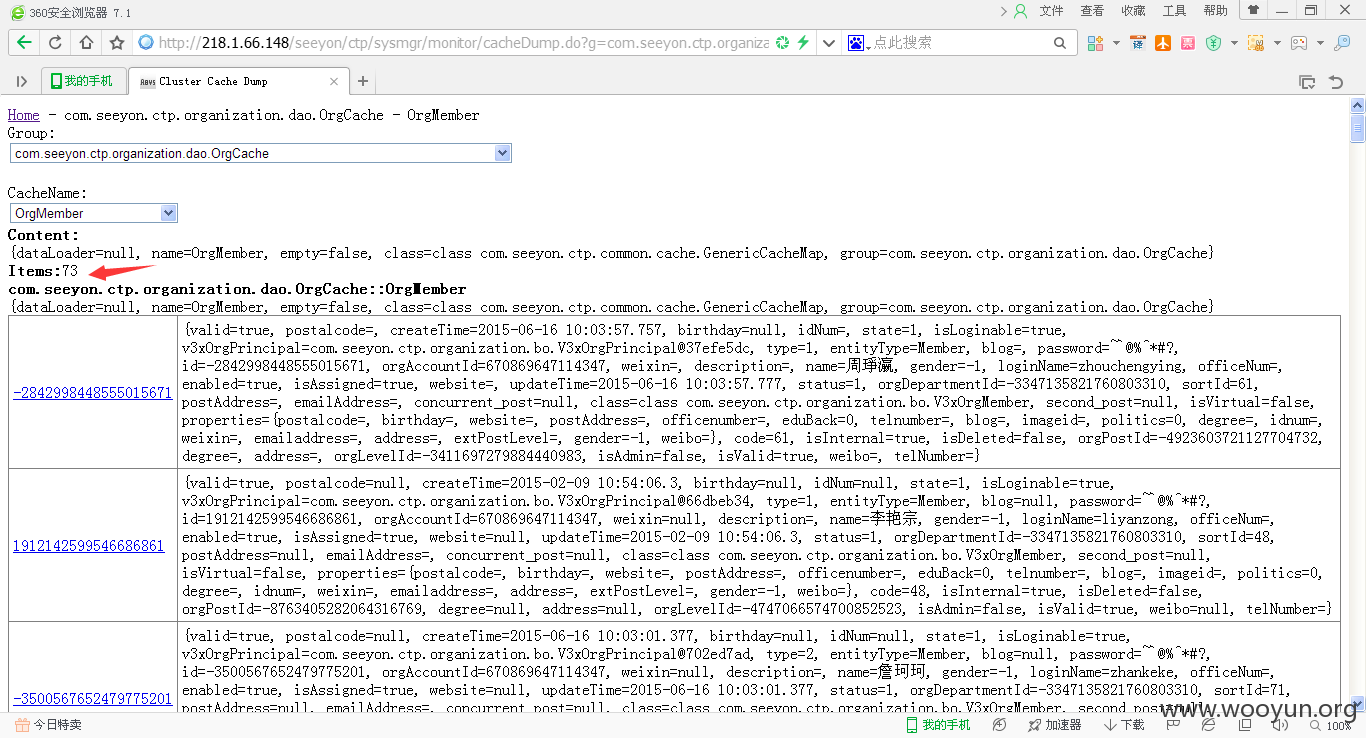 360安全浏览器 7.1
文件 查看 收藏 工具 帮助
http://218.1.66.148/seeyon/ctp/sysmgr/monitor/cacheDump.do?g=com.seeyon.ctp.organiza
点此搜索
译
我的手机
Cluster Cache Dump
Home - com.seeyon.ctp.organization.dao.OrgCache - OrgMember
Group:
com.seeyon.ctp.organization.dao.OrgCache
CacheName:
OrgMember
Content:
{dataLoader=null, name=OrgMember, empty=false, class=class com.seeyon.ctp.common.cache.GenericCacheMap, group=com.seeyon.ctp.organization.dao.OrgCache}
Items:73
com.seeyon.ctp.organization.dao.OrgCache::OrgMember
{dataLoader=null, name=OrgMember, empty=false, class=class com.seeyon.ctp.common.cache.GenericCacheMap, group=com.seeyon.ctp.organization.dao.OrgCache}
-2842998448555015671
{valid=true, postalcode=, createTime=2015-06-16 10:03:57.757, birthday=null, idNum=, state=1, isLoginable=true,
v3xOrgPrincipal=com.seeyon.ctp.organization.bo.V3xOrgPrincipal@37efe5dc, type=1, entityType=Member, blog=, password=~~@%^*#?,
id=-2842998448555015671, orgAccountId=670869647114347, weixin=, description=, name=周琤瀛, gender=-1, loginName=zhouchengying, officeNum=,
enabled=true, isAssigned=true, website=, updateTime=2015-06-16 10:03:57.777, status=1, orgDepartmentId=-3347135821760803310, sortId=61,
postAddress=, emailAddress=, concurrent_post=null, class=class com.seeyon.ctp.organization.bo.V3xOrgMember, second_post=null, isVirtual=false,
properties={postalcode=, birthday=, website=, postAddress=, officenumber=, eduBack=0, telnumber=, blog=, imageid=, politics=0, degree=, idnum=,
weixin=, emailaddress=, address=, extPostLevel=, gender=-1, weibo=}, code=61, isInternal=true, isDeleted=false, orgPostId=-4923603721127704732,
degree=, address=, orgLevelId=-3411697279884440983, isAdmin=false, isValid=true, weibo=, telNumber=}
1912142599546686861
{valid=true, postalcode=null, createTime=2015-02-09 10:54:06.3, birthday=null, idNum=null, state=1, isLoginable=true,
v3xOrgPrincipal=com.seeyon.ctp.organization.bo.V3xOrgPrincipal@66dbeb34, type=1, entityType=Member, blog=null, password=~~@%^*#?,
id=1912142599546686861, orgAccountId=670869647114347, weixin=null, description=, name=李艳宗, gender=-1, loginName=liyanzong, officeNum=,
enabled=true, isAssigned=true, website=null, updateTime=2015-02-09 10:54:06.3, status=1, orgDepartmentId=-3347135821760803310, sortId=48,
postAddress=null, emailAddress=, concurrent_post=null, class=class com.seeyon.ctp.organization.bo.V3xOrgMember, second_post=null,
isVirtual=false, properties={postalcode=, birthday=, website=, postAddress=, officenumber=, eduBack=0, telnumber=, blog=, imageid=, politics=0,
degree=, idnum=, weixin=, emailaddress=, address=, extPostLevel=, gender=-1, weibo=}, code=48, isInternal=true, isDeleted=false,
orgPostId=-8763405282064316769, degree=null, address=null, orgLevelId=-4747066574700852523, isAdmin=false, isValid=true, weibo=null, telNumber=}
-3500567652479775201
{valid=true, postalcode=null, createTime=2015-06-16 10:03:01.377, birthday=null, idNum=null, state=1, isLoginable=true,
v3xOrgPrincipal=com.seeyon.ctp.organization.bo.V3xOrgPrincipal@702ed7ad, type=2, entityType=Member, blog=null, password=~~@%^*#?,
id=-3500567652479775201, orgAccountId=670869647114347, weixin=null, description=, name=詹珂珂, gender=-1, loginName=zhankeke, officeNum=,
enabled=true, isAssigned=true, website=null, updateTime=2015-06-16 10:03:01.377, status=1, orgDepartmentId=-3347135821760803310, sortId=71,
postAddress=null, emailAddress=, concurrent_post=null, class=class com.seeyon.ctp.organization.bo.V3xOrgMember, second_post=null,
www.wooyun.org
今日特卖
我的手机 加速器 下载 100%